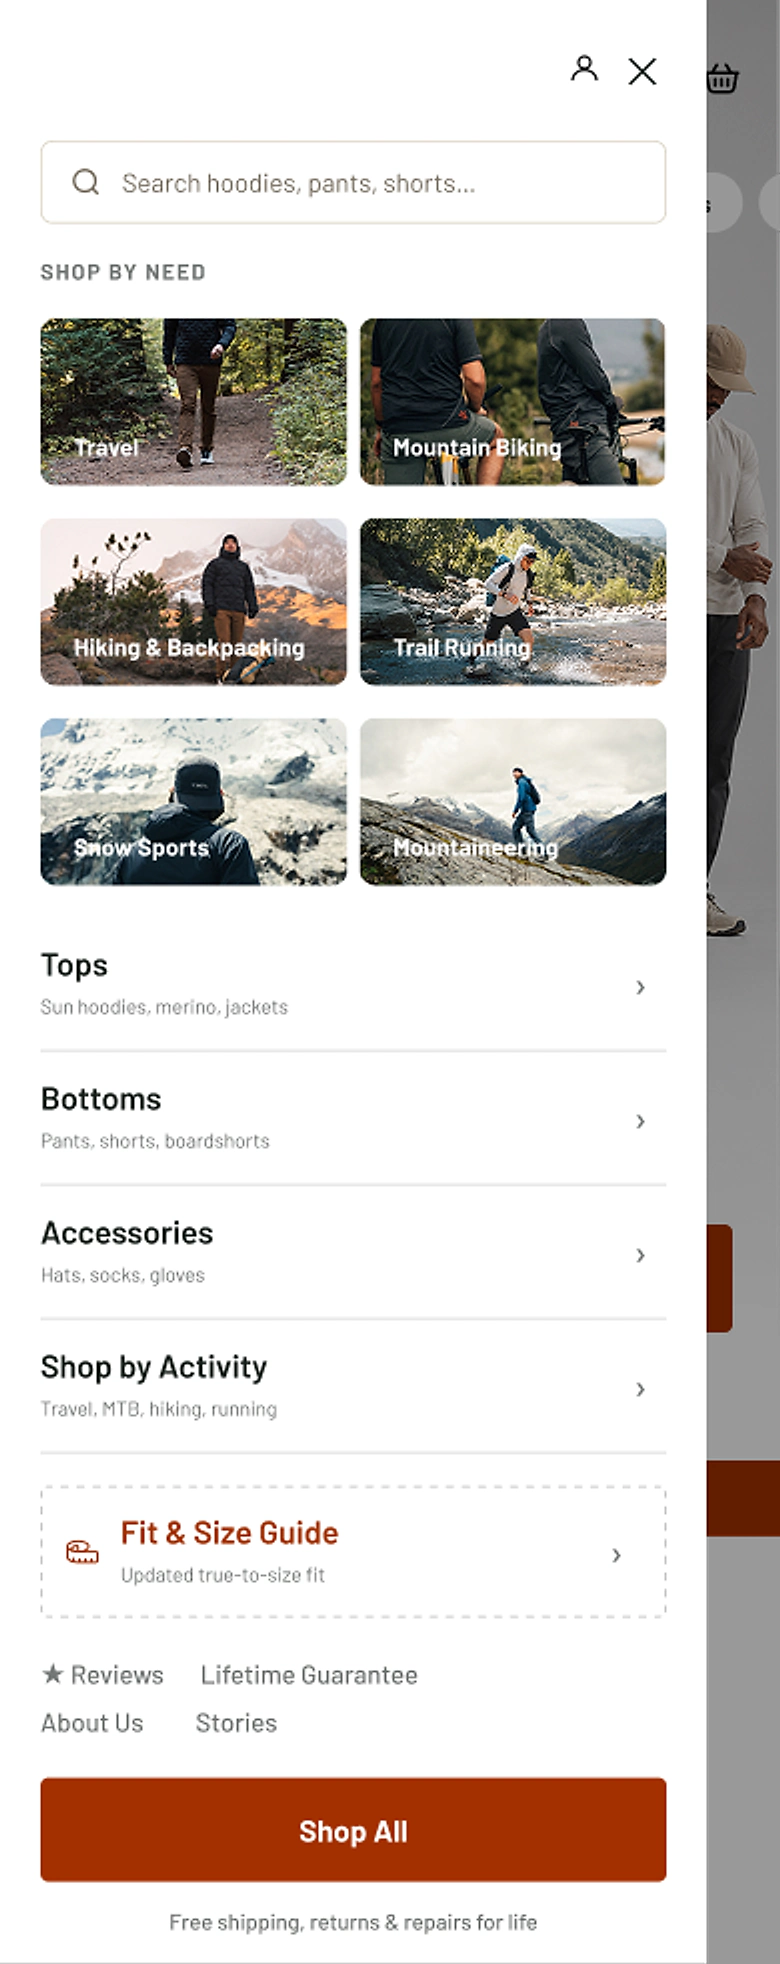 Search hoodies, pants, shorts...
SHOP BY NEED
Travel
Mountain Biking
Hiking & Backpacking
Trail Running
Snow Sports
Mountaineering
Tops
Sun hoodies, merino, jackets
›
Bottoms
Pants, shorts, boardshorts
›
Accessories
Hats, socks, gloves
›
Shop by Activity
Travel, MTB, hiking, running
›
Fit & Size Guide
Updated true-to-size fit
›
★ Reviews Lifetime Guarantee
About Us Stories
Shop All
Free shipping, returns & repairs for life